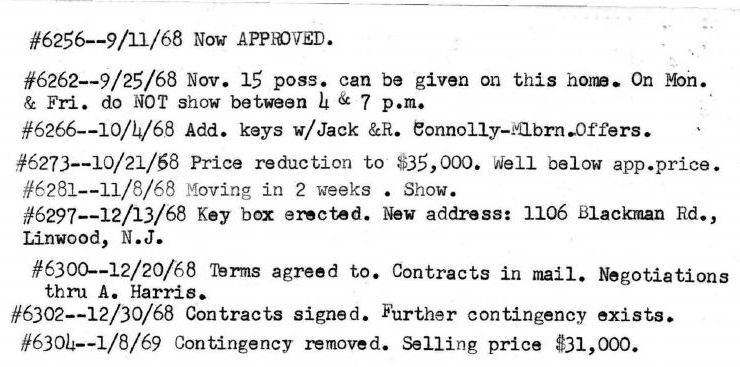 #6256--9/11/68 Now APPROVED.
#6262--9/25/68 Nov. 15 poss. can be given on this home. On Mon.
& Fri. do NOT show between 4 & 7 p.m.
#6266--10/4/68 Add. keys w/Jack &R. Connolly-Mlbrn.Offers.
#6273--10/21/68 Price reduction to $35,000. Well below app.price.
#6281--11/8/68 Moving in 2 weeks . Show.
#6297--12/13/68 Key box erected. New address: 1106 Blackman Rd.,
Linwood, N.J.
#6300--12/20/68 Terms agreed to. Contracts in mail. Negotiations
thru A. Harris.
#6302--12/30/68 Contracts signed. Further contingency exists.
#6304--1/8/69 Contingency removed. Selling price $31,000.